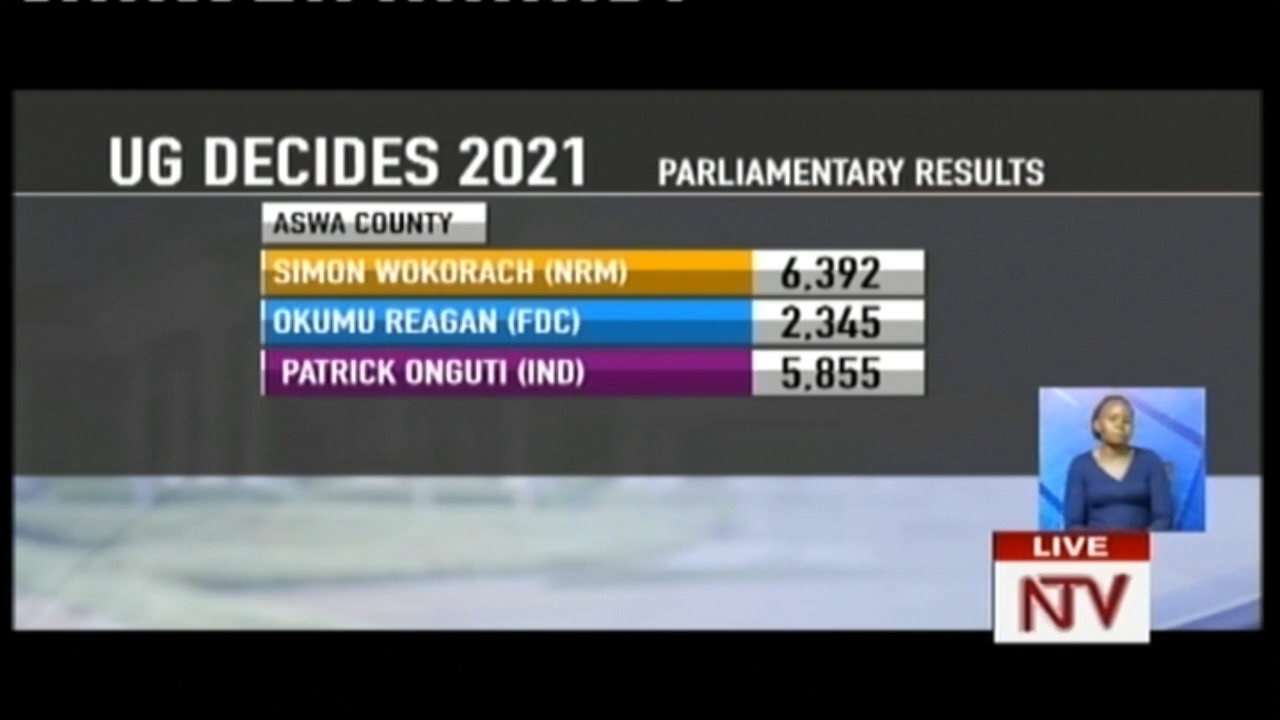 UG DECIDES 2021 PARLIAMENTARY RESULTS
ASWA COUNTY
SIMON WOKORACH (NRM) 6,392
OKUMU REAGAN (FDC) 2,345
PATRICK ONGUTI (IND) 5,855
LIVE
NTV